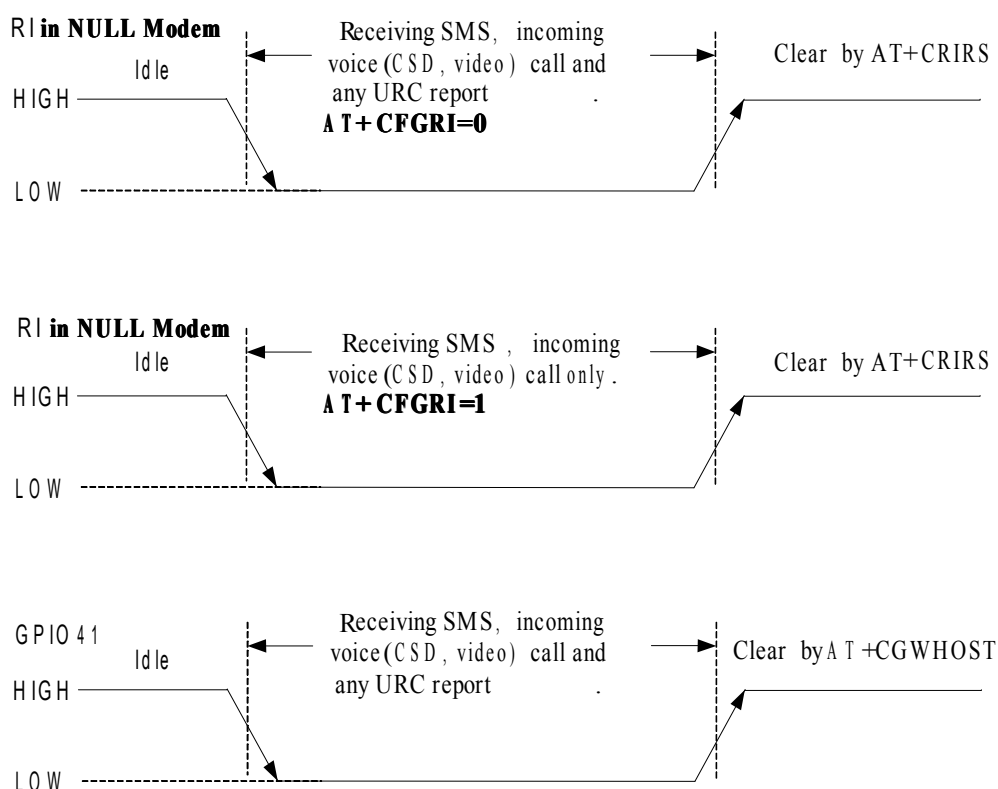 RI in NULL Modem
Idle
Receiving SMS, incoming
voice (CSD, video) call and
any URC report .
AT+CFGRI=0
Clear by AT+CRIRS
HIGH
LOW
RI in NULL Modem
Idle
Receiving SMS , incoming
voice (CSD, video) call only .
AT+CFGRI=1
Clear by AT+CRIRS
HIGH
LOW
GPIO41
Idle
Receiving SMS, incoming
voice (CSD, video) call and
any URC report .
Clear by AT+CGWHOST
HIGH
LOW